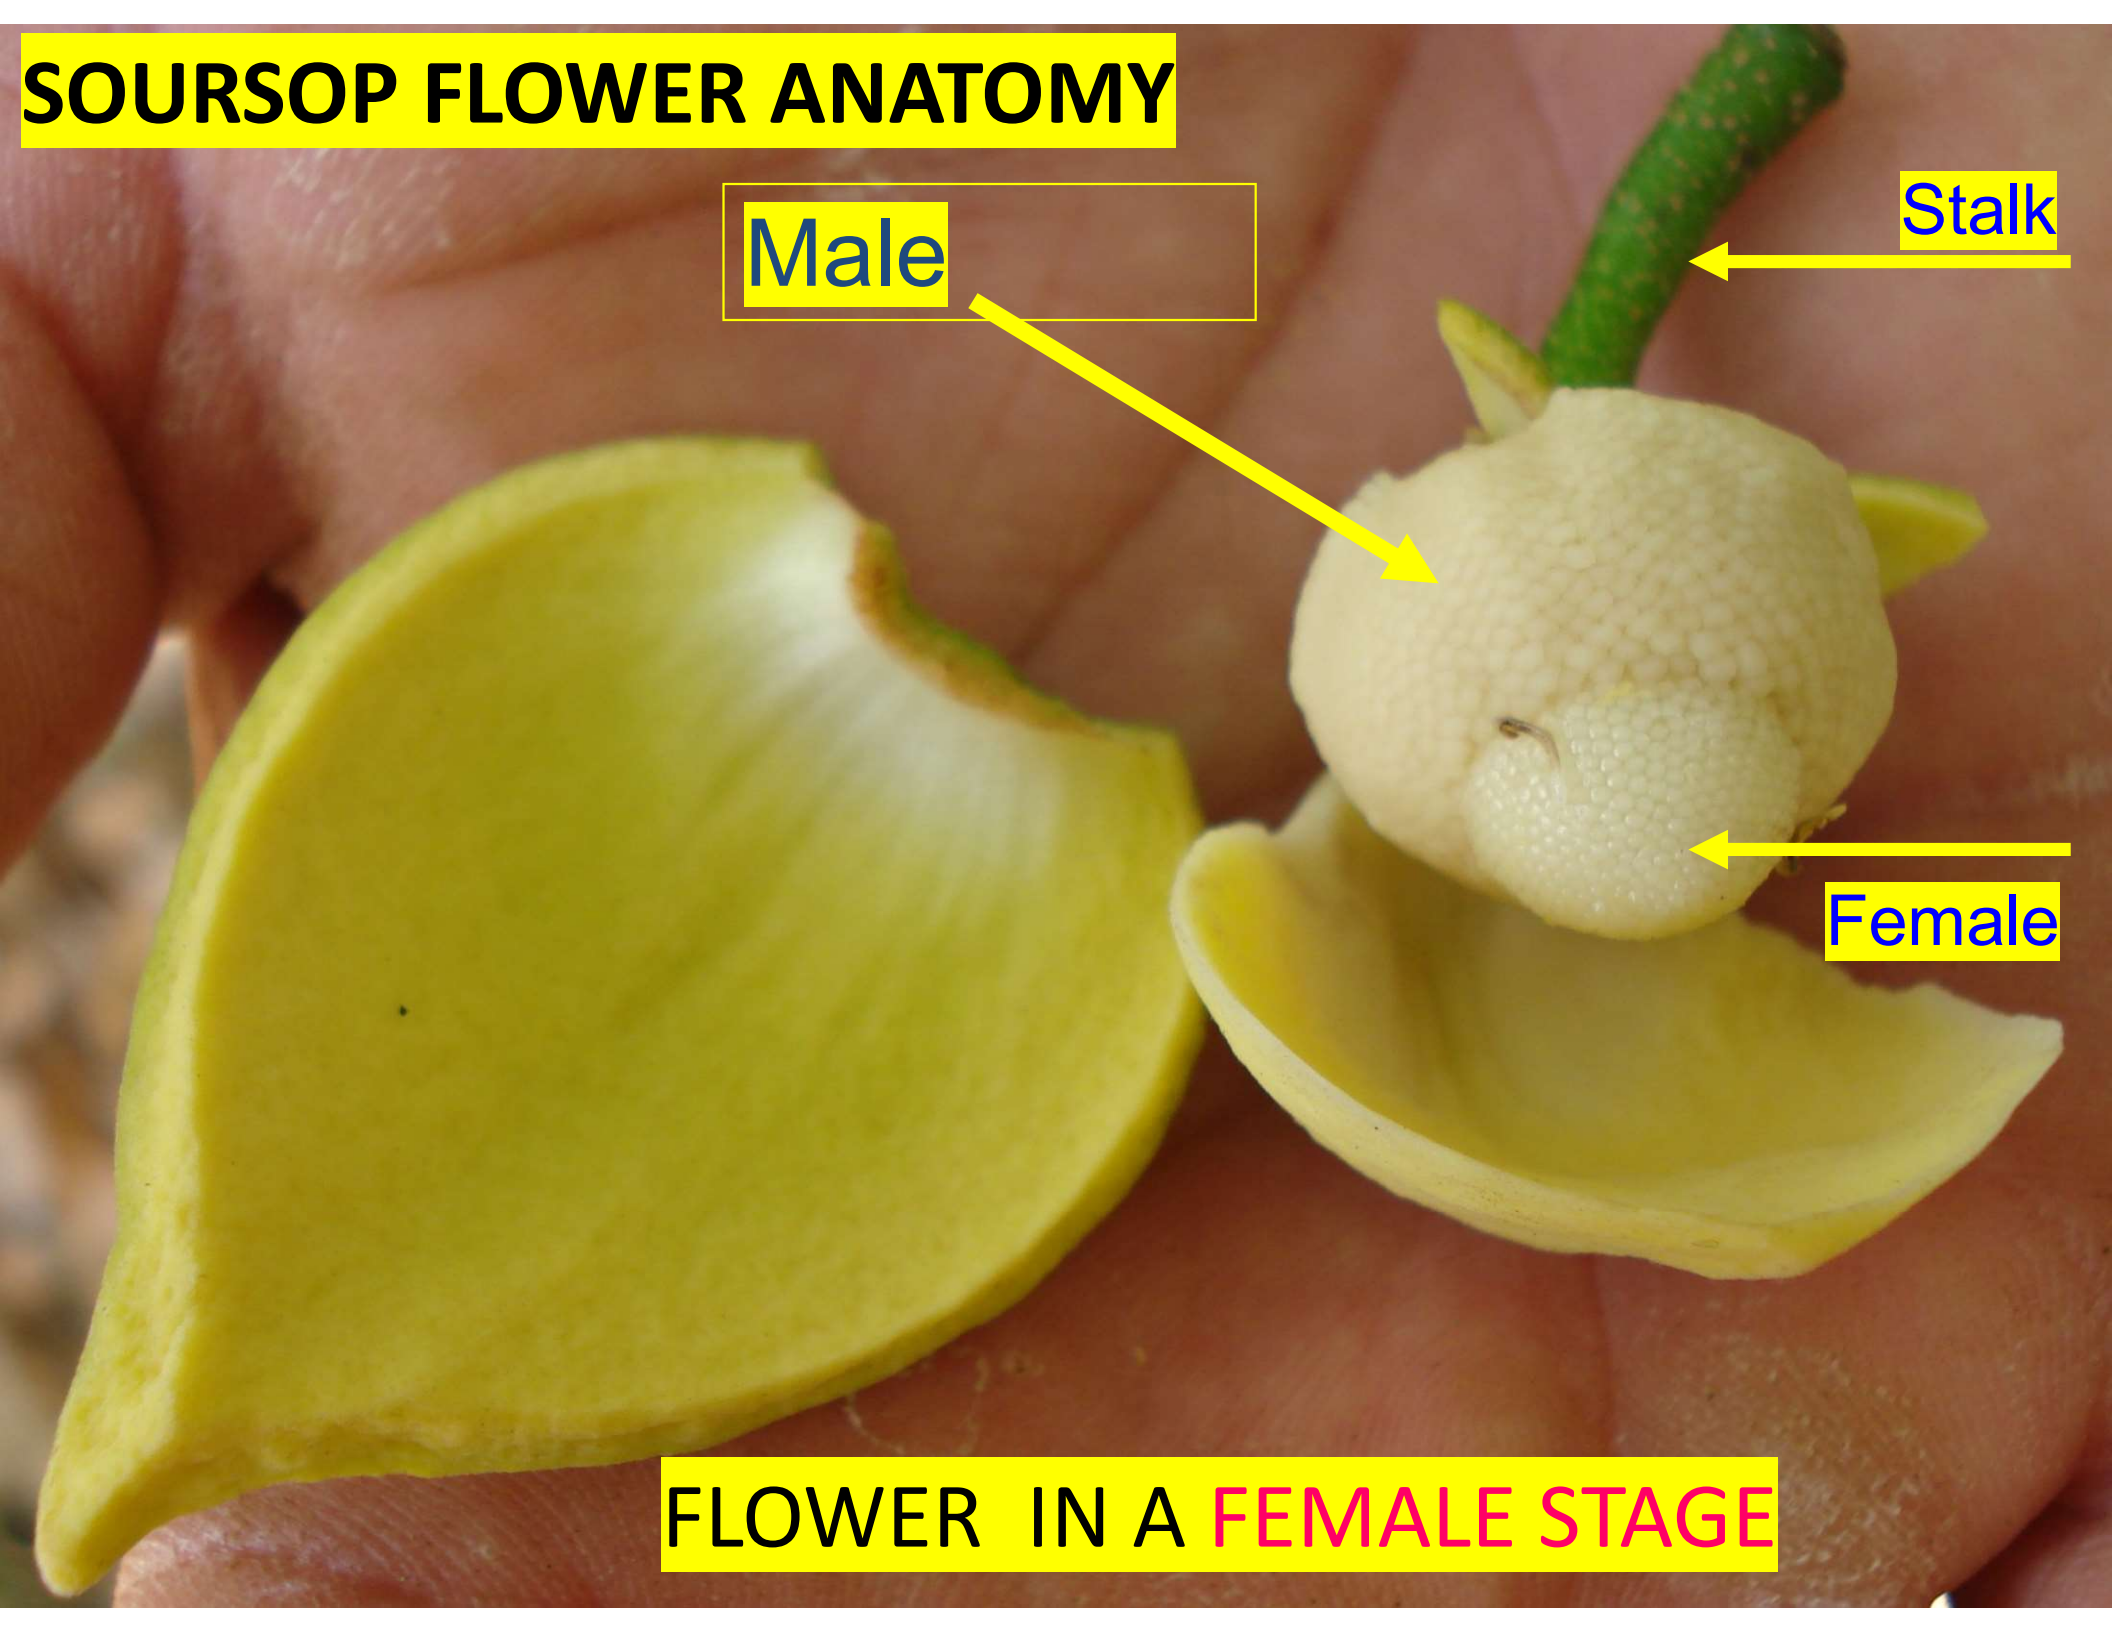 SOURSOP FLOWER ANATOMY
Male
Stalk
Female
FLOWER IN A FEMALE STAGE